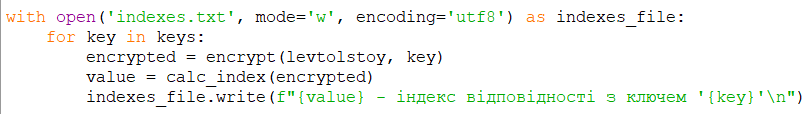 with open('indexes.txt', mode='w', encoding='utf8') as indexes_file:
    for key in keys:
        encrypted = encrypt(levtolstoy, key)
        value = calc_index(encrypted)
        indexes_file.write(f"{value} - індекс відповідності з ключем '{key}'\n")